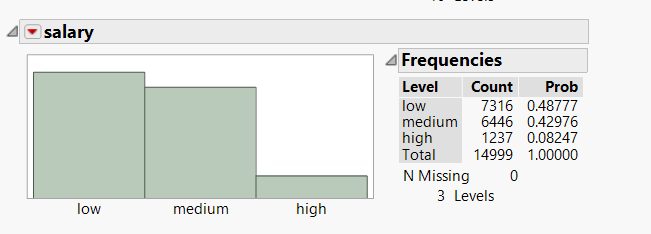 salary
low medium high
Frequencies
Level Count Prob
low 7316 0.48777
medium 6446 0.42976
high 1237 0.08247
Total 14999 1.00000
N Missing 0
3 Levels